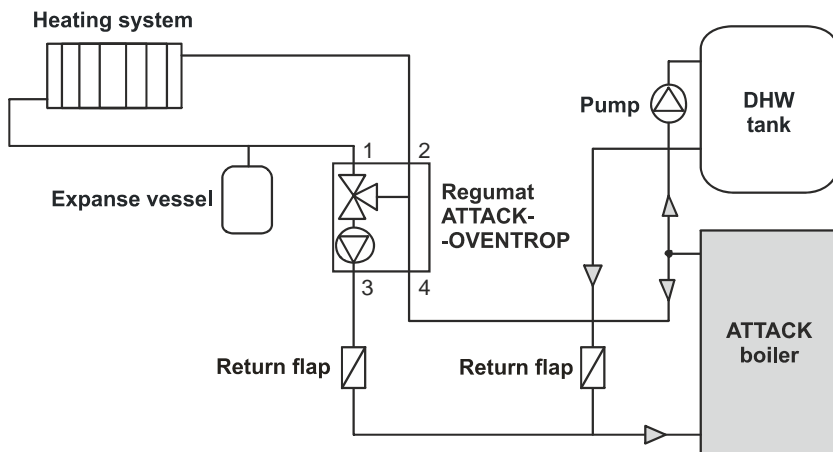 Heating system
Pump
DHW
tank
1
2
Expanse vessel
Regumat
ATTACK-
-OVENTROP
3
4
ATTACK
boiler
Return flap
Return flap